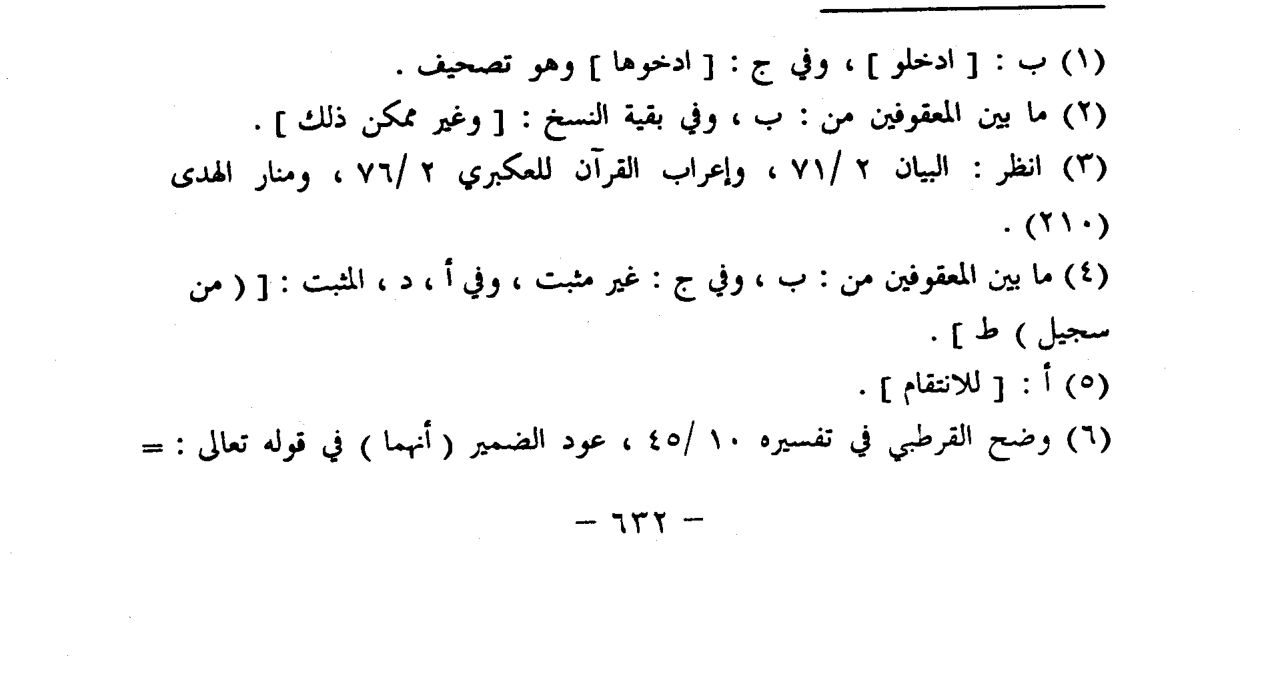 (١) ب : [ ادخلو ] ، وفي ج : [ ادخوها ] وهو تصحيف .
(٢) ما بين المعقوفين من : ب ، وفي بقية النسخ : [ وغير ممكن ذلك ] .
(٣) انظر : البيان ٢ /٧١ ، وإعراب القرآن للعكبري ٢ /٧٦ ، ومنار الهدى
(٢١٠) .
(٤) ما بين المعقوفين من : ب ، وفي ج : غير مثبت ، وفي أ ، د ، المثبت : [ ( من
سجيل ) ط ] .
(٥) أ : [ للانتقام ] .
(٦) وضح القرطبي في تفسيره ١٠ /٤٥ ، عود الضمير ( أنهما ) في قوله تعالى : =
– ٦٣٢ –